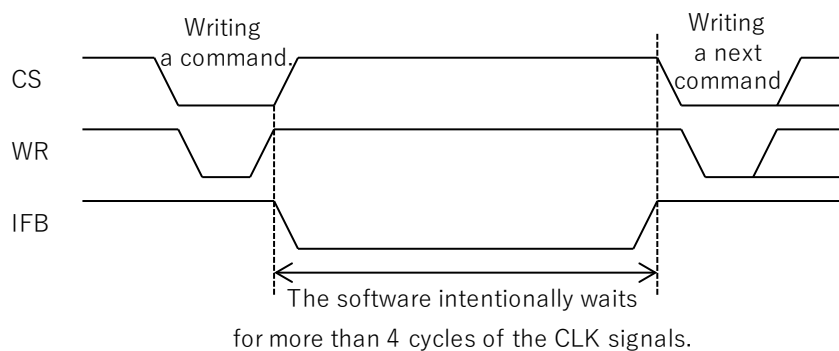 Writing
a command.
Writing
a next
command
CS
WR
IFB
The software intentionally waits
for more than 4 cycles of the CLK signals.